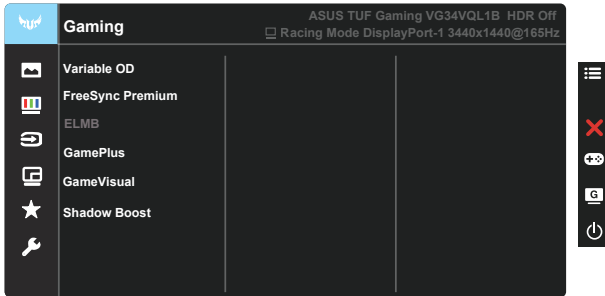 Gaming
ASUS TUF Gaming VG34VQL1B HDR Off
Racing Mode DisplayPort-1 3440x1440@165Hz
Variable OD
FreeSync Premium
ELMB
GamePlus
GameVisual
Shadow Boost
G